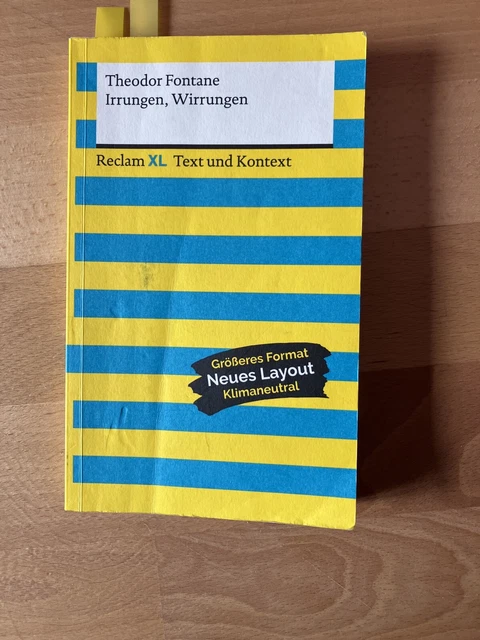 Theodor Fontane
Irrungen, Wirrungen
Reclam XL Text und Kontext
Größeres Format
Neues Layout
Klimaneutral